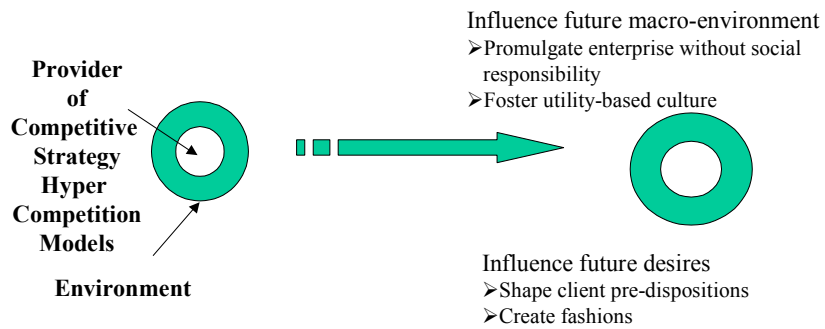 Provider
of
Competitive
Strategy
Hyper
Competition
Models
Environment
Influence future macro-environment
➢Promulgate enterprise without social
responsibility
➢Foster utility-based culture
Influence future desires
➢Shape client pre-dispositions
➢Create fashions